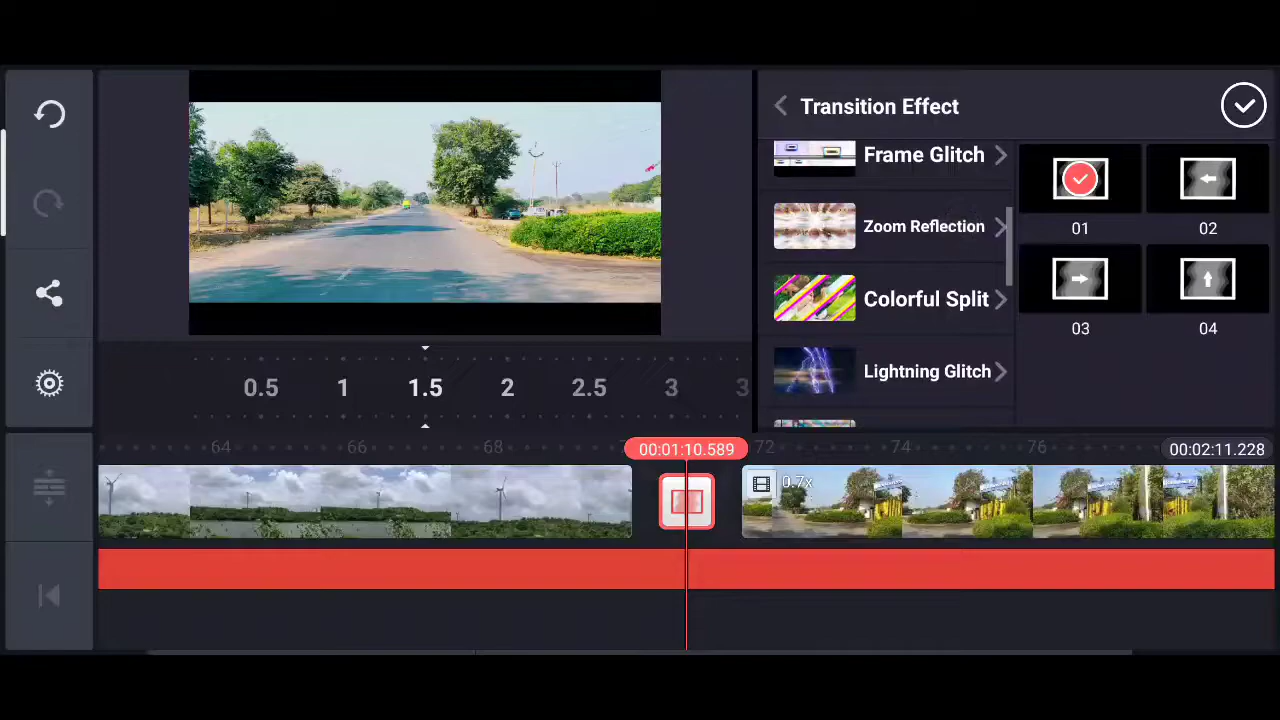 Transition Effect
Frame Glitch
01
02
Zoom Reflection
Colorful Split
03
04
Lightning Glitch
0.5 1 1.5 2 2.5 3 3
64 66 68 00:01:10.589 72 74 76 00:02:11.228
0.7x